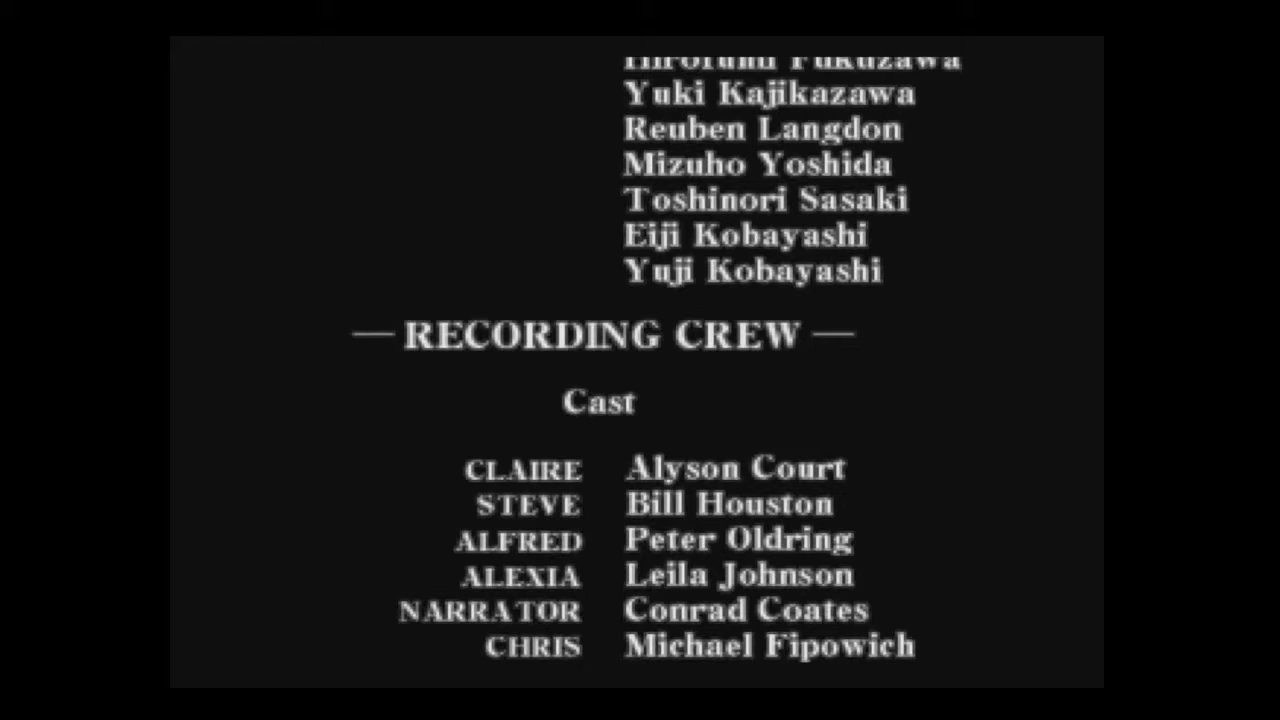 Yuki Kajikazawa
Reuben Langdon
Mizuho Yoshida
Toshinori Sasaki
Eiji Kobayashi
Yuji Kobayashi
— RECORDING CREW —
Cast
CLAIRE Alyson Court
STEVE Bill Houston
ALFRED Peter Oldring
ALEXIA Leila Johnson
NARRATOR Conrad Coates
CHRIS Michael Fipowich